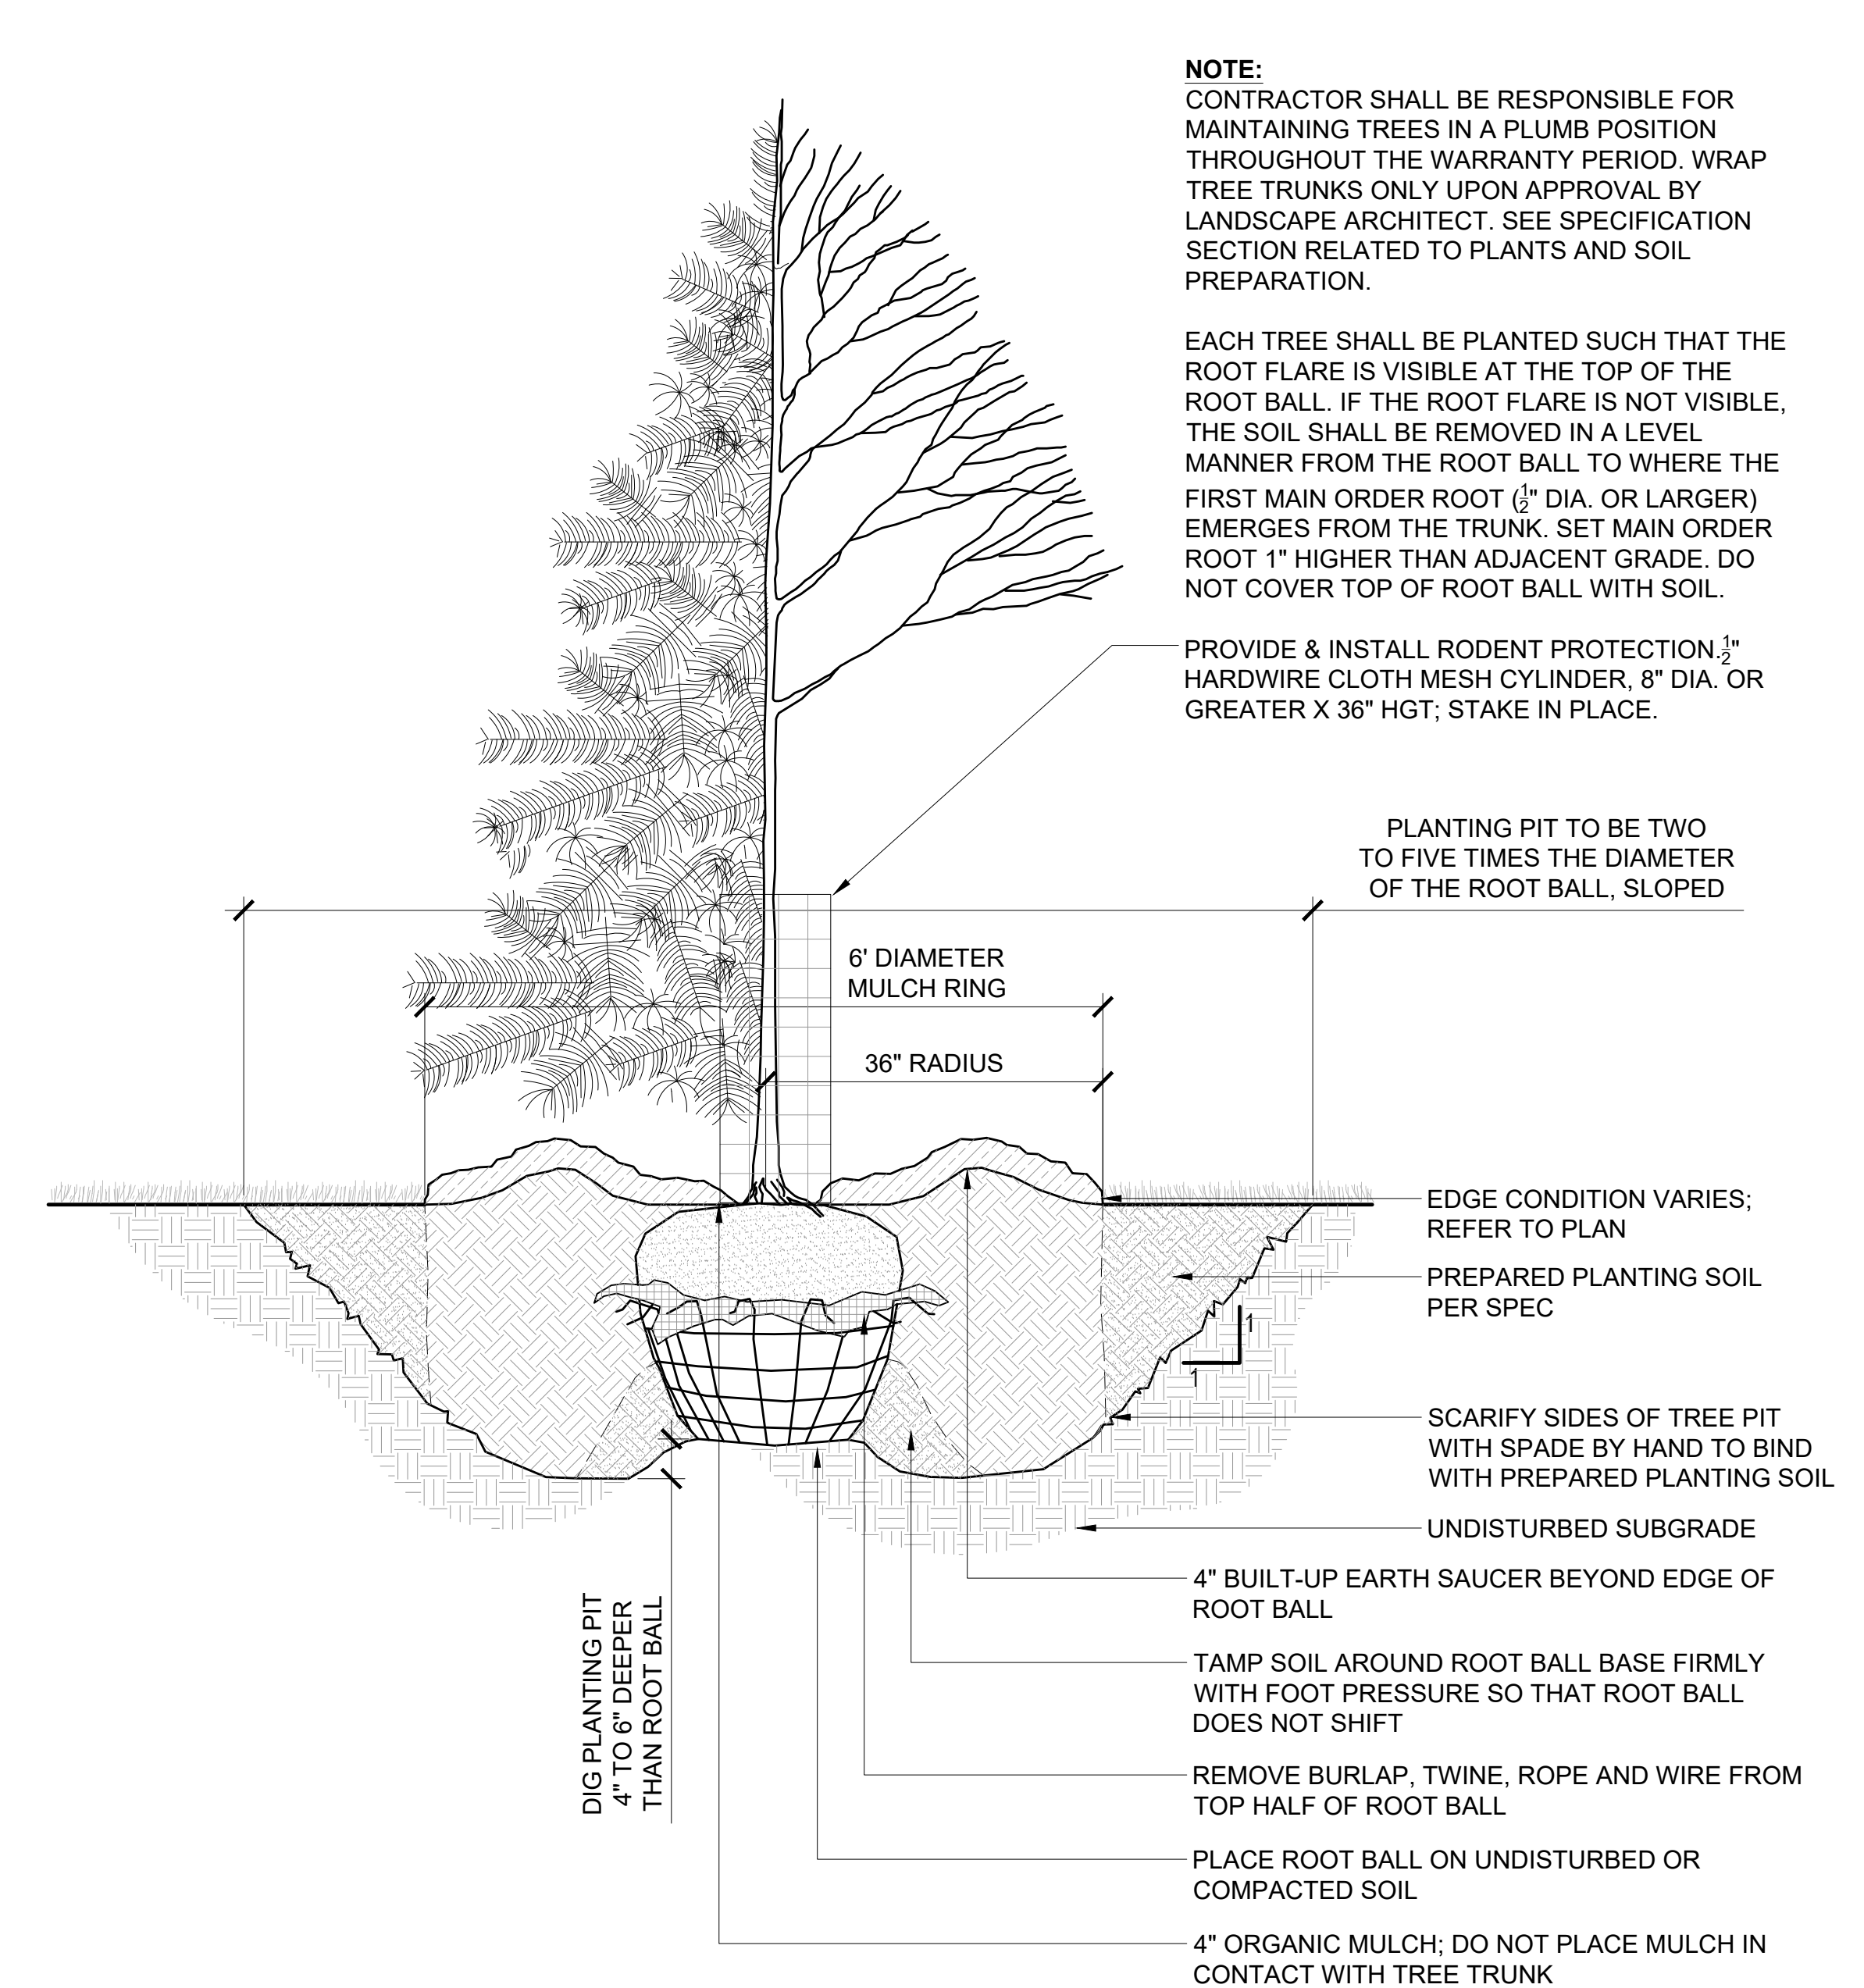 NOTE:
CONTRACTOR SHALL BE RESPONSIBLE FOR
MAINTAINING TREES IN A PLUMB POSITION
THROUGHOUT THE WARRANTY PERIOD. WRAP
TREE TRUNKS ONLY UPON APPROVAL BY
LANDSCAPE ARCHITECT. SEE SPECIFICATION
SECTION RELATED TO PLANTS AND SOIL
PREPARATION.
EACH TREE SHALL BE PLANTED SUCH THAT THE
ROOT FLARE IS VISIBLE AT THE TOP OF THE
ROOT BALL. IF THE ROOT FLARE IS NOT VISIBLE,
THE SOIL SHALL BE REMOVED IN A LEVEL
MANNER FROM THE ROOT BALL TO WHERE THE
FIRST MAIN ORDER ROOT (1/2" DIA. OR LARGER)
EMERGES FROM THE TRUNK. SET MAIN ORDER
ROOT 1" HIGHER THAN ADJACENT GRADE. DO
NOT COVER TOP OF ROOT BALL WITH SOIL.
PROVIDE & INSTALL RODENT PROTECTION.1/2"
HARDWIRE CLOTH MESH CYLINDER, 8" DIA. OR
GREATER X 36" HGT; STAKE IN PLACE.
PLANTING PIT TO BE TWO
TO FIVE TIMES THE DIAMETER
OF THE ROOT BALL, SLOPED
6' DIAMETER
MULCH RING
36" RADIUS
EDGE CONDITION VARIES;
REFER TO PLAN
PREPARED PLANTING SOIL
PER SPEC
1
1
SCARIFY SIDES OF TREE PIT
WITH SPADE BY HAND TO BIND
WITH PREPARED PLANTING SOIL
UNDISTURBED SUBGRADE
4" BUILT-UP EARTH SAUCER BEYOND EDGE OF
ROOT BALL
DIG PLANTING PIT
4" TO 6" DEEPER
THAN ROOT BALL
TAMP SOIL AROUND ROOT BALL BASE FIRMLY
WITH FOOT PRESSURE SO THAT ROOT BALL
DOES NOT SHIFT
REMOVE BURLAP, TWINE, ROPE AND WIRE FROM
TOP HALF OF ROOT BALL
PLACE ROOT BALL ON UNDISTURBED OR
COMPACTED SOIL
4" ORGANIC MULCH; DO NOT PLACE MULCH IN
CONTACT WITH TREE TRUNK